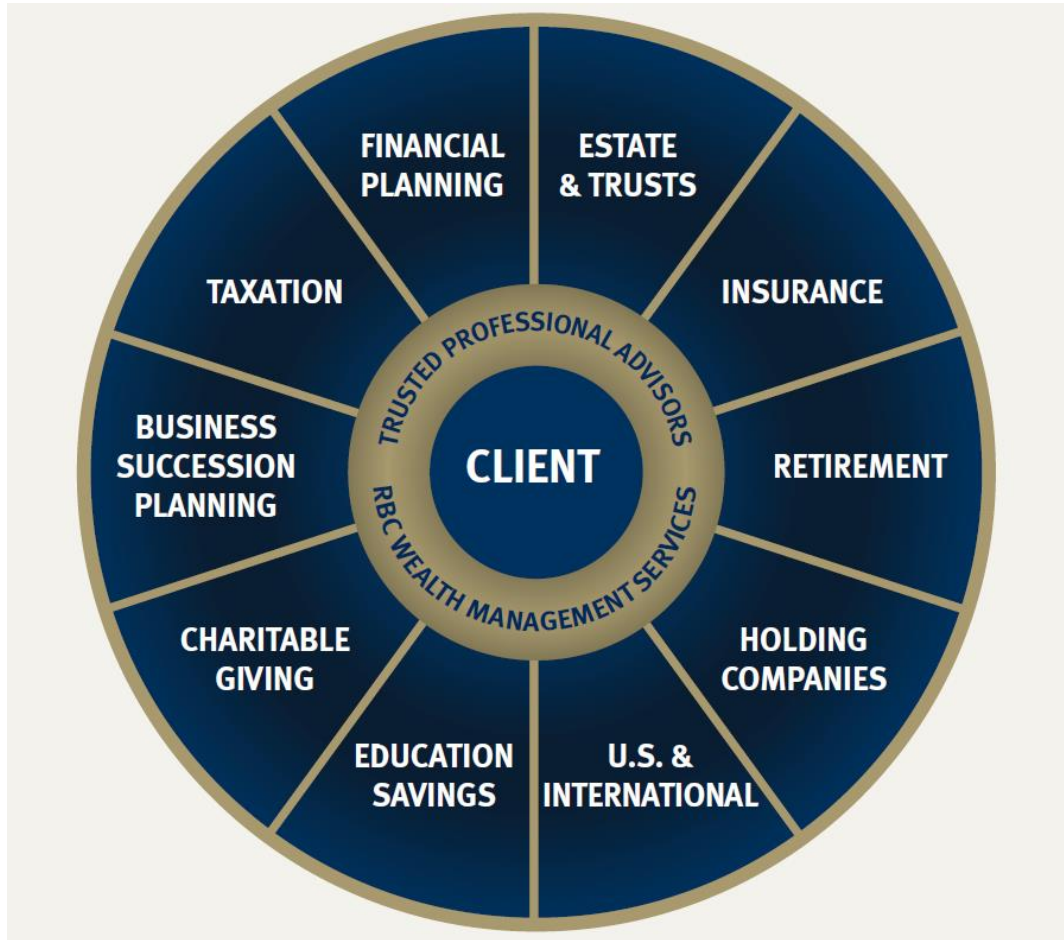 FINANCIAL
PLANNING
ESTATE
& TRUSTS
INSURANCE
RETIREMENT
HOLDING
COMPANIES
U.S. &
INTERNATIONAL
EDUCATION
SAVINGS
CHARITABLE
GIVING
BUSINESS
SUCCESSION
PLANNING
TAXATION
TRUSTED PROFESSIONAL ADVISORS
CLIENT
RBC WEALTH MANAGEMENT SERVICES